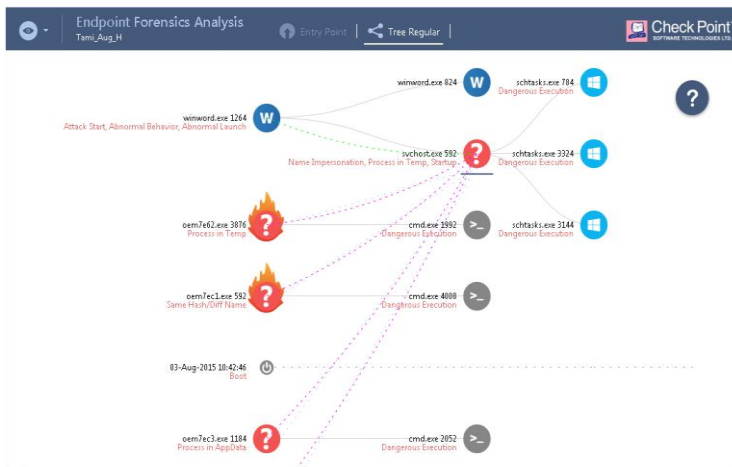 Endpoint Forensics Analysis
Tami_Aug_H
Entry Point
Tree Regular
Check Point
SOFTWARE TECHNOLOGIES LTD.
winword.exe 824
W
schtasks.exe 784
Dangerous Execution
?
winword.exe 1264
Attack Start, Abnormal Behavior, Abnormal Launch
W
svchost.exe 592
Name Impersonation, Process in Temp, Startup
?
schtasks.exe 3324
Dangerous Execution
oem7e62.exe 3876
Process in Temp
?
cmd.exe 1992
Dangerous Execution
>_
schtasks.exe 3144
Dangerous Execution
oem7ec1.exe 592
Same Hash/Diff Name
?
cmd.exe 4008
Dangerous Execution
>_
03-Aug-2015 10:42:46
Boot
oem7ec3.exe 1184
Process in AppData
?
cmd.exe 2052
Dangerous Execution
>_